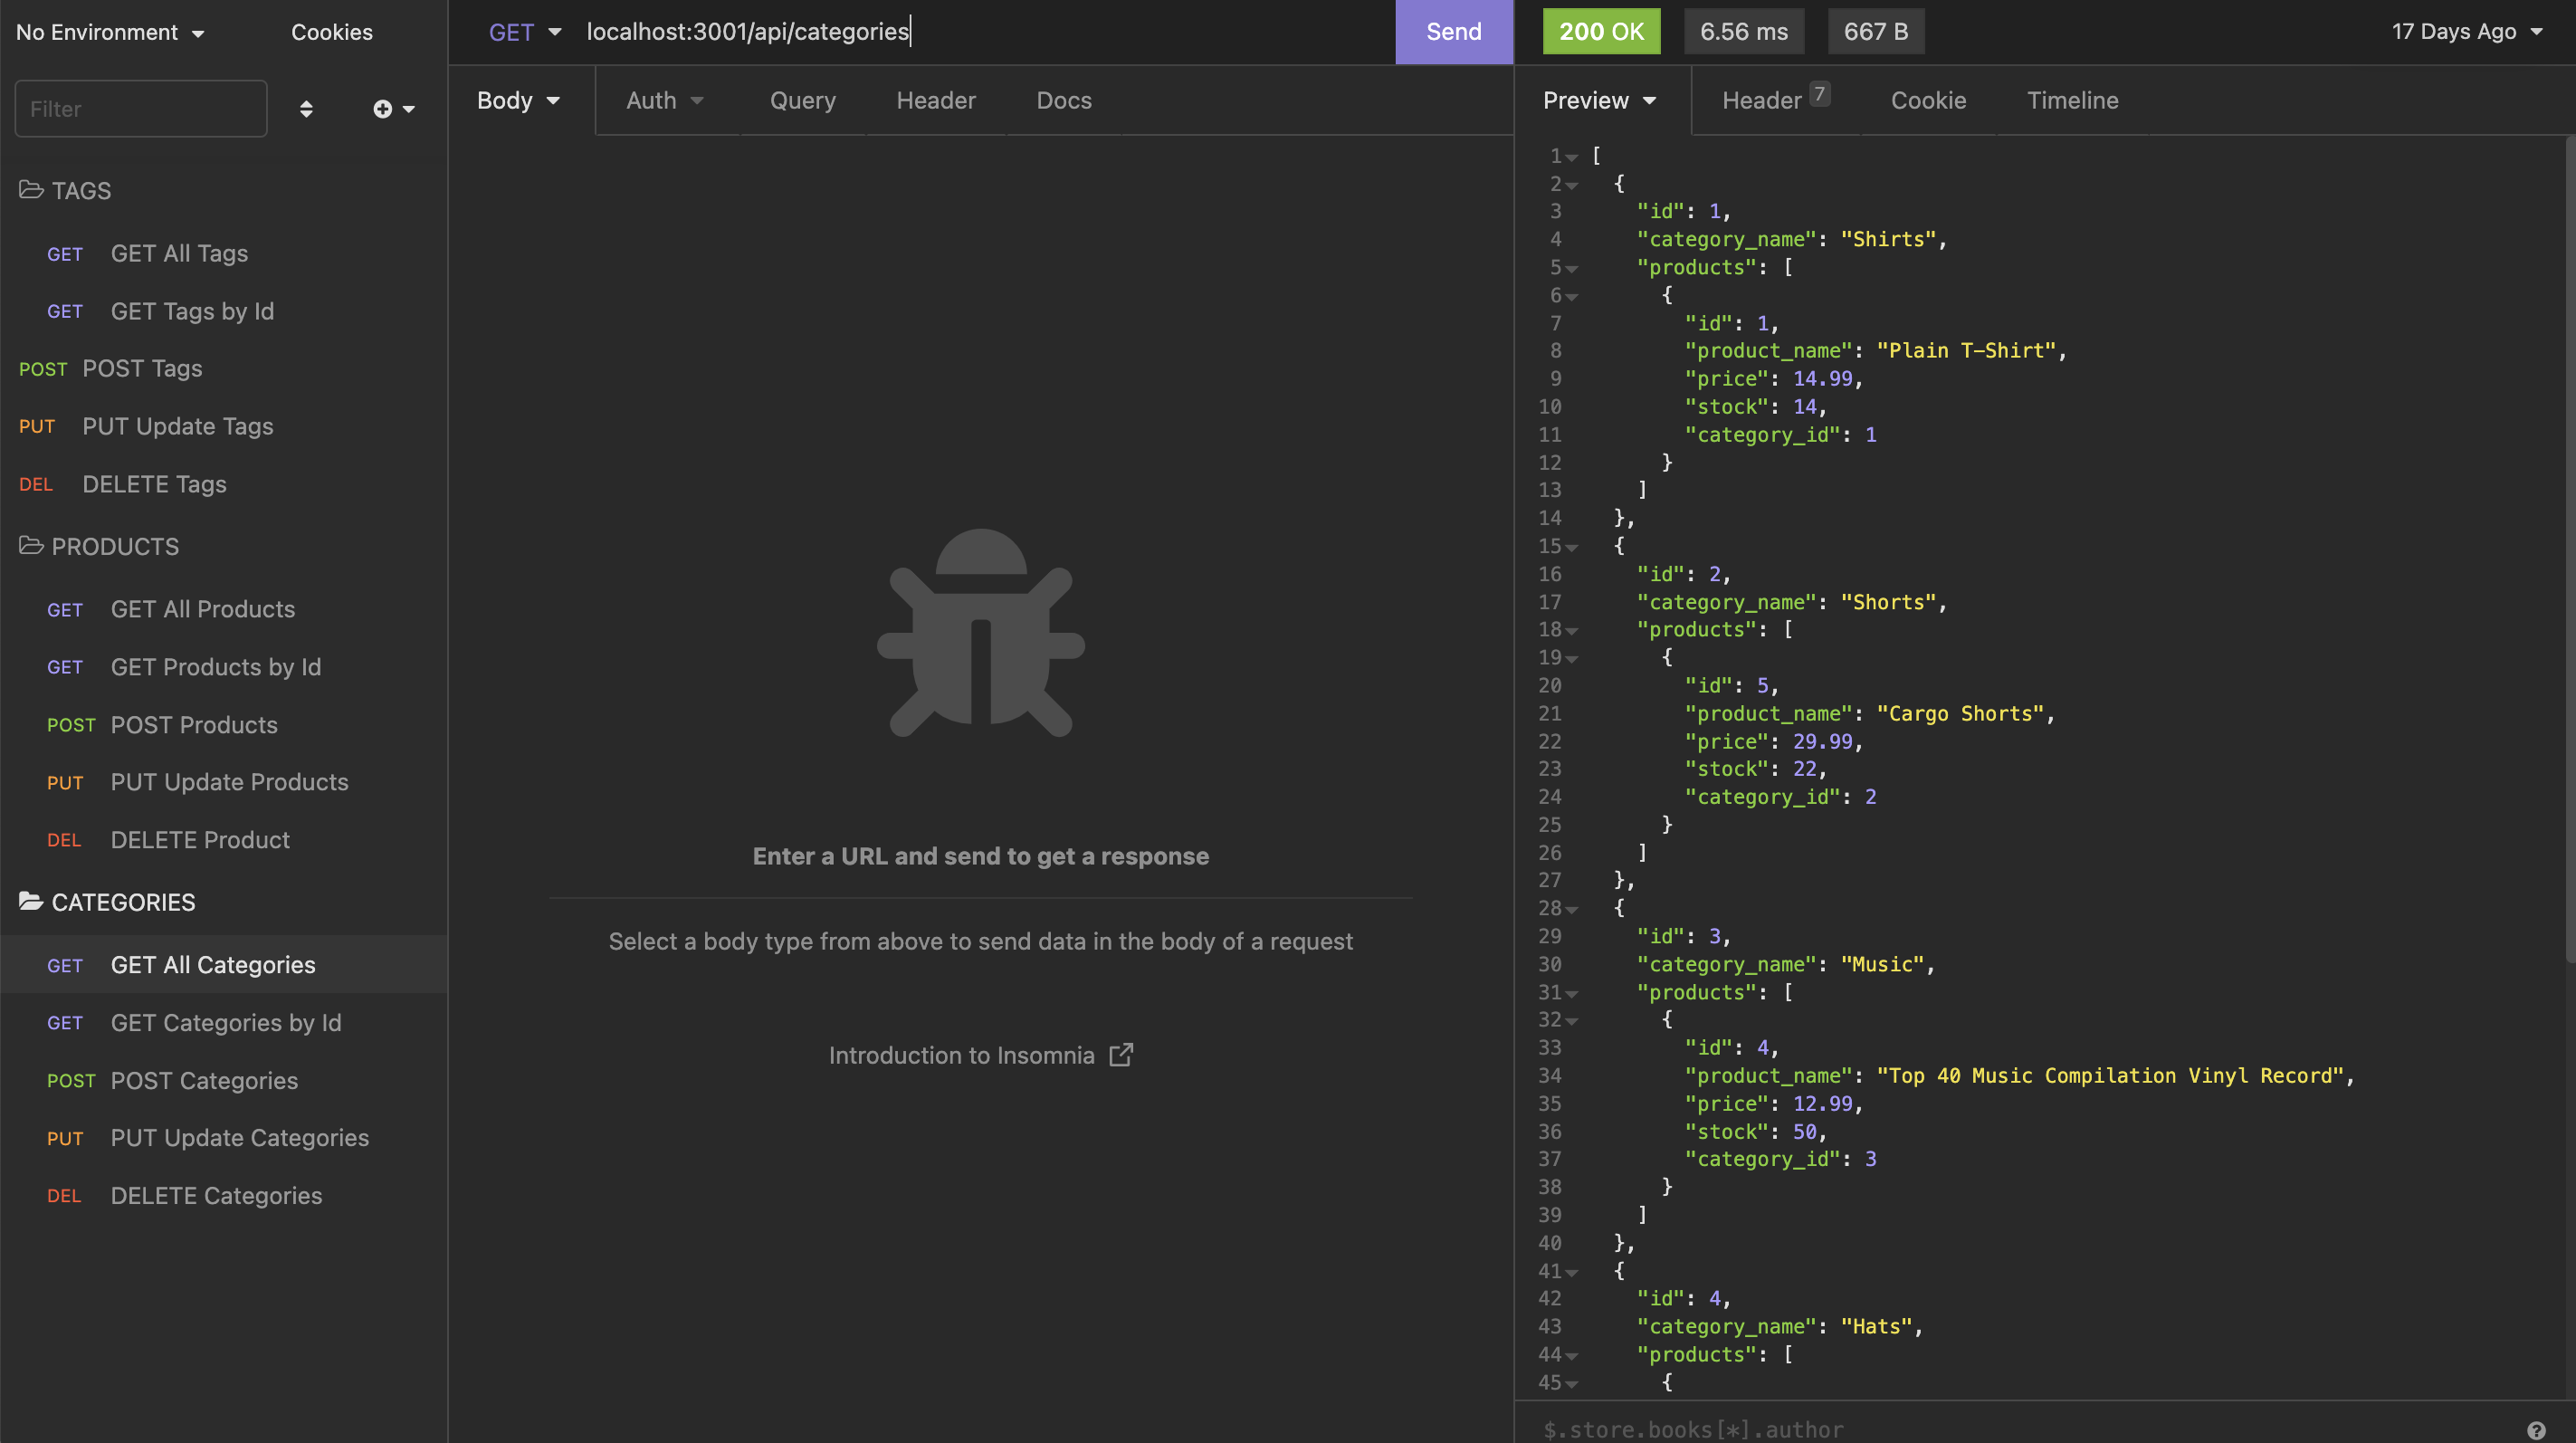 No Environment
Cookies
Filter
TAGS
GET GET All Tags
GET GET Tags by Id
POST POST Tags
PUT PUT Update Tags
DEL DELETE Tags
PRODUCTS
GET GET All Products
GET GET Products by Id
POST POST Products
PUT PUT Update Products
DEL DELETE Product
CATEGORIES
GET GET All Categories
GET GET Categories by Id
POST POST Categories
PUT PUT Update Categories
DEL DELETE Categories
GET localhost:3001/api/categories Send
Body Auth Query Header Docs
Enter a URL and send to get a response
Select a body type from above to send data in the body of a request
Introduction to Insomnia
200 OK 6.56 ms 667 B 17 Days Ago
Preview Header 7 Cookie Timeline
1 [
2 {
3 "id": 1,
4 "category_name": "Shirts",
5 "products": [
6 {
7 "id": 1,
8 "product_name": "Plain T-Shirt",
9 "price": 14.99,
10 "stock": 14,
11 "category_id": 1
12 }
13 ]
14 },
15 {
16 "id": 2,
17 "category_name": "Shorts",
18 "products": [
19 {
20 "id": 5,
21 "product_name": "Cargo Shorts",
22 "price": 29.99,
23 "stock": 22,
24 "category_id": 2
25 }
26 ]
27 },
28 {
29 "id": 3,
30 "category_name": "Music",
31 "products": [
32 {
33 "id": 4,
34 "product_name": "Top 40 Music Compilation Vinyl Record",
35 "price": 12.99,
36 "stock": 50,
37 "category_id": 3
38 }
39 ]
40 },
41 {
42 "id": 4,
43 "category_name": "Hats",
44 "products": [
45 {
$.store.books[*].author